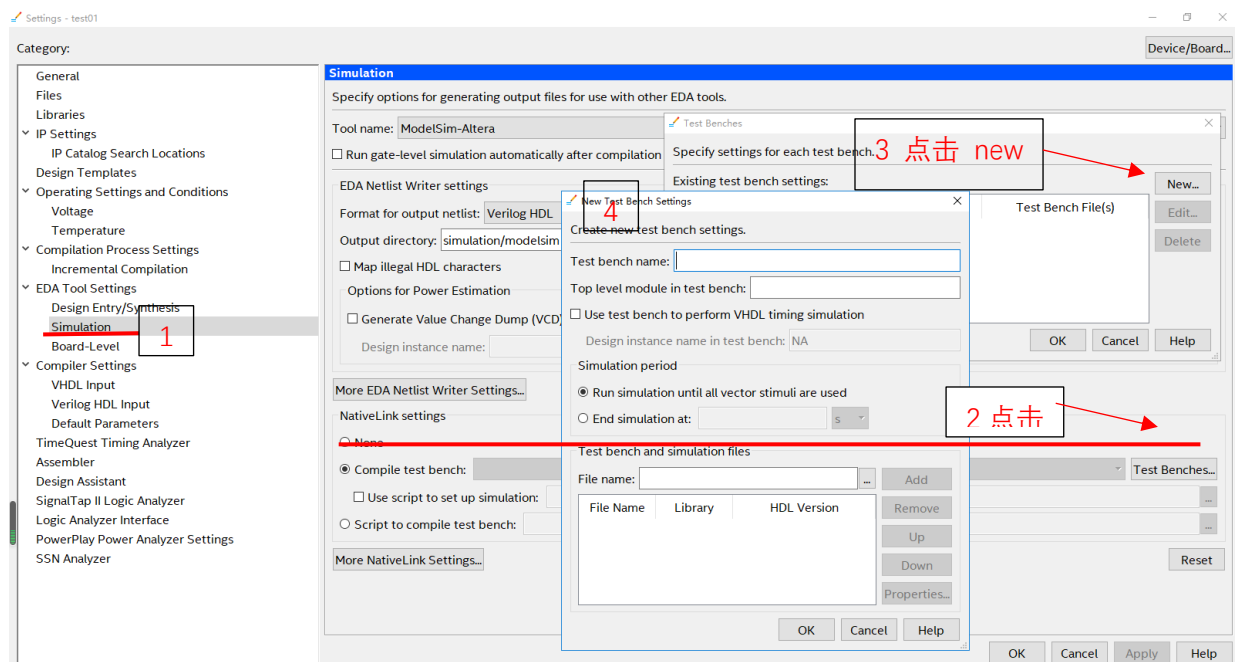 Settings - test01
Category:
Device/Board...
General
Files
Libraries
IP Settings
IP Catalog Search Locations
Design Templates
Operating Settings and Conditions
Voltage
Temperature
Compilation Process Settings
Incremental Compilation
EDA Tool Settings
Design Entry/Synthesis
Simulation
1
Board-Level
Compiler Settings
VHDL Input
Verilog HDL Input
Default Parameters
TimeQuest Timing Analyzer
Assembler
Design Assistant
SignalTap II Logic Analyzer
Logic Analyzer Interface
PowerPlay Power Analyzer Settings
SSN Analyzer
Simulation
Specify options for generating output files for use with other EDA tools.
Tool name: ModelSim-Altera
Run gate-level simulation automatically after compilation
EDA Netlist Writer settings
Format for output netlist: Verilog HDL
Output directory: simulation/modelsim
Map illegal HDL characters
Options for Power Estimation
Generate Value Change Dump (VCD)
Design instance name:
More EDA Netlist Writer Settings...
NativeLink settings
None
Compile test bench:
Test Benches...
Use script to set up simulation:
...
Script to compile test bench:
...
More NativeLink Settings...
Reset
Test Benches
Specify settings for each test bench.
3 点击 new
Existing test bench settings:
New...
Test Bench File(s)
Edit...
Delete
OK Cancel Help
2 点击
New Test Bench Settings
4
Create new test bench settings.
Test bench name:
Top level module in test bench:
Use test bench to perform VHDL timing simulation
Design instance name in test bench: NA
Simulation period
Run simulation until all vector stimuli are used
End simulation at: s
Test bench and simulation files
File name: ... Add
File Name Library HDL Version
Remove
Up
Down
Properties...
OK Cancel Help
OK Cancel Apply Help